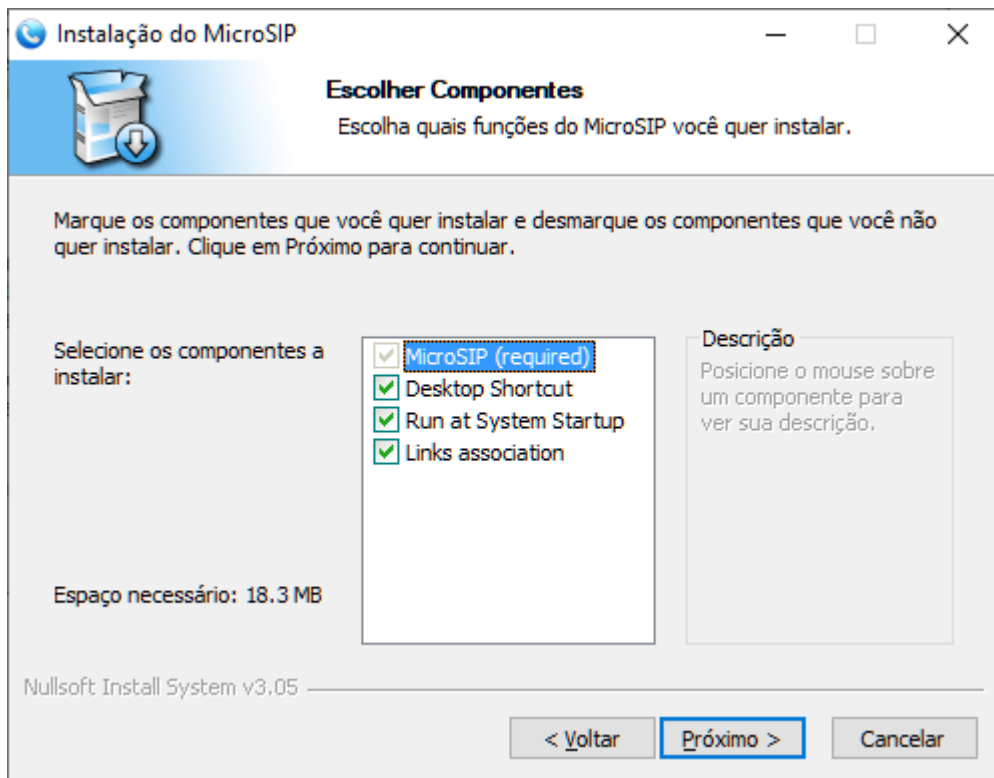 Instalação do MicroSIP
Escolher Componentes
Escolha quais funções do MicroSIP você quer instalar.
Marque os componentes que você quer instalar e desmarque os componentes que você não
quer instalar. Clique em Próximo para continuar.
Selecione os componentes a
instalar:
MicroSIP (required)
Desktop Shortcut
Run at System Startup
Links association
Descrição
Posicione o mouse sobre
um componente para
ver sua descrição.
Espaço necessário: 18.3 MB
Nullsoft Install System v3.05
< Voltar
Próximo >
Cancelar